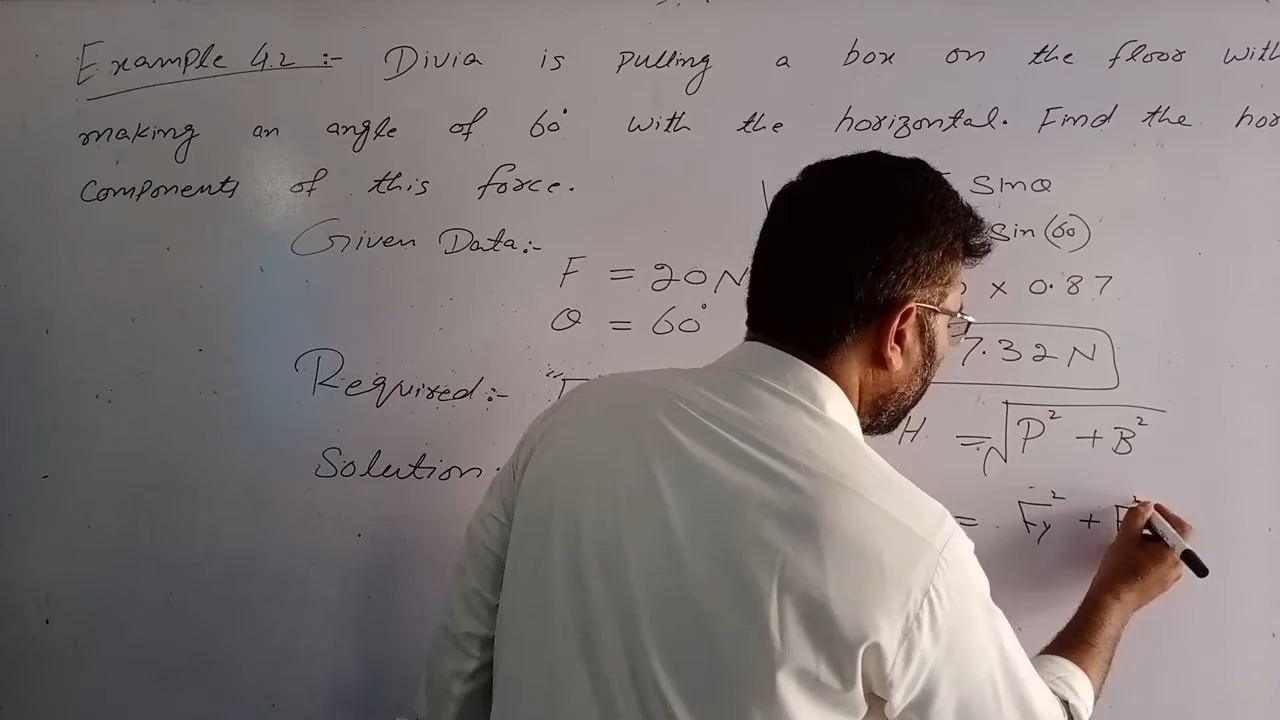 Example 4.2 :- Divia is pulling a box on the floor with
making an angle of 60° with the horizontal. Find the hor
components of this force.
Given Data:-
F = 20N
θ = 60°
Required:-
Solution:
sinθ
sin(60)
x 0.87
7.32 N
H = √P² + B²
= Fy² + F²